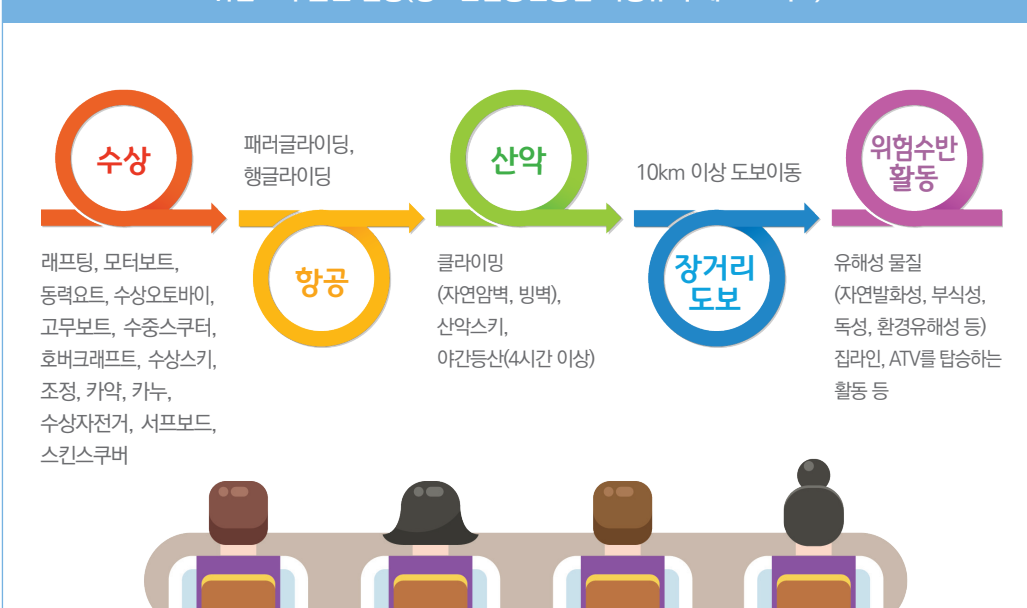 수상
래프팅, 모터보트,
동력요트, 수상오토바이,
고무보트, 수중스쿠터,
호버크래프트, 수상스키,
조정, 카약, 카누,
수상자전거, 서프보드,
스킨스쿠버
패러글라이딩,
행글라이딩
항공
산악
클라이밍
(자연암벽, 빙벽),
산악스키,
야간등산(4시간 이상)
10km 이상 도보이동
장거리
도보
위험수반
활동
유해성 물질
(자연발화성, 부식성,
독성, 환경유해성 등)
집라인, ATV를 탑승하는
활동 등